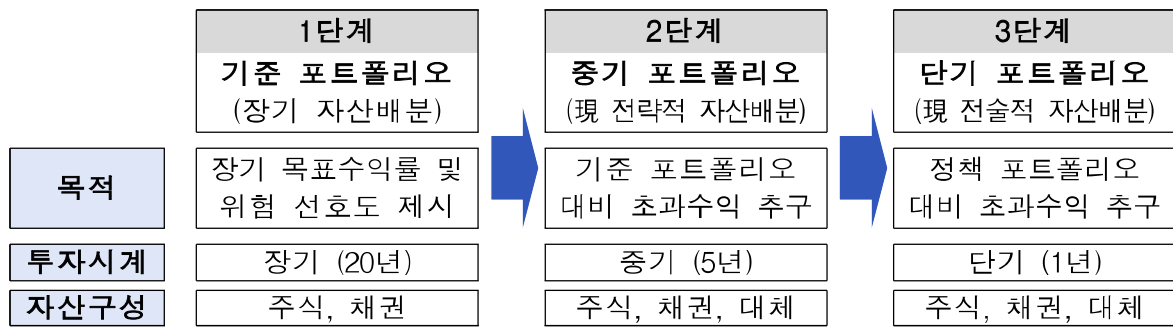 1단계
기준 포트폴리오
(장기 자산배분)
2단계
중기 포트폴리오
(現 전략적 자산배분)
3단계
단기 포트폴리오
(現 전술적 자산배분)
목적
장기 목표수익률 및
위험 선호도 제시
기준 포트폴리오
대비 초과수익 추구
정책 포트폴리오
대비 초과수익 추구
투자시계
장기 (20년)
중기 (5년)
단기 (1년)
자산구성
주식, 채권
주식, 채권, 대체
주식, 채권, 대체